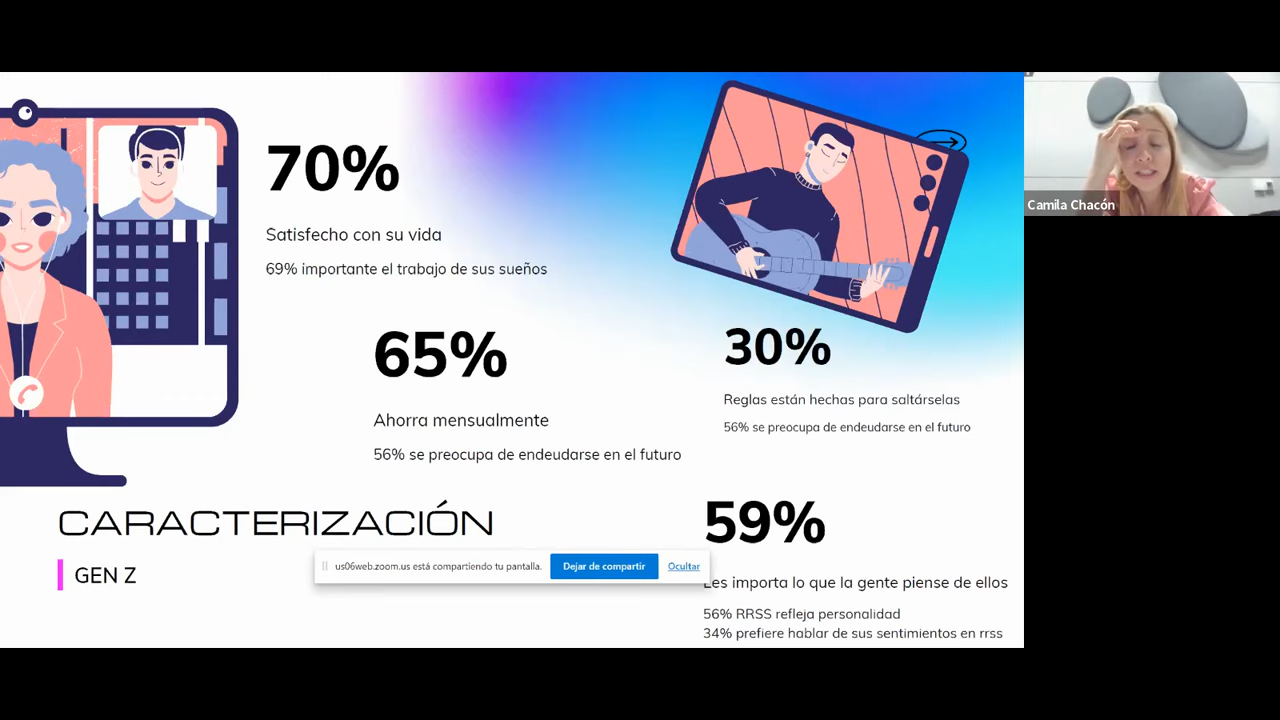 70%
Satisfecho con su vida
69% importante el trabajo de sus sueños
65%
Ahorra mensualmente
56% se preocupa de endeudarse en el futuro
30%
Reglas están hechas para saltárselas
56% se preocupa de endeudarse en el futuro
59%
Les importa lo que la gente piense de ellos
56% RRSS refleja personalidad
34% prefiere hablar de sus sentimientos en rrss
CARACTERIZACIÓN
GEN Z
us06web.zoom.us está compartiendo tu pantalla. Dejar de compartir Ocultar
Camila Chacón